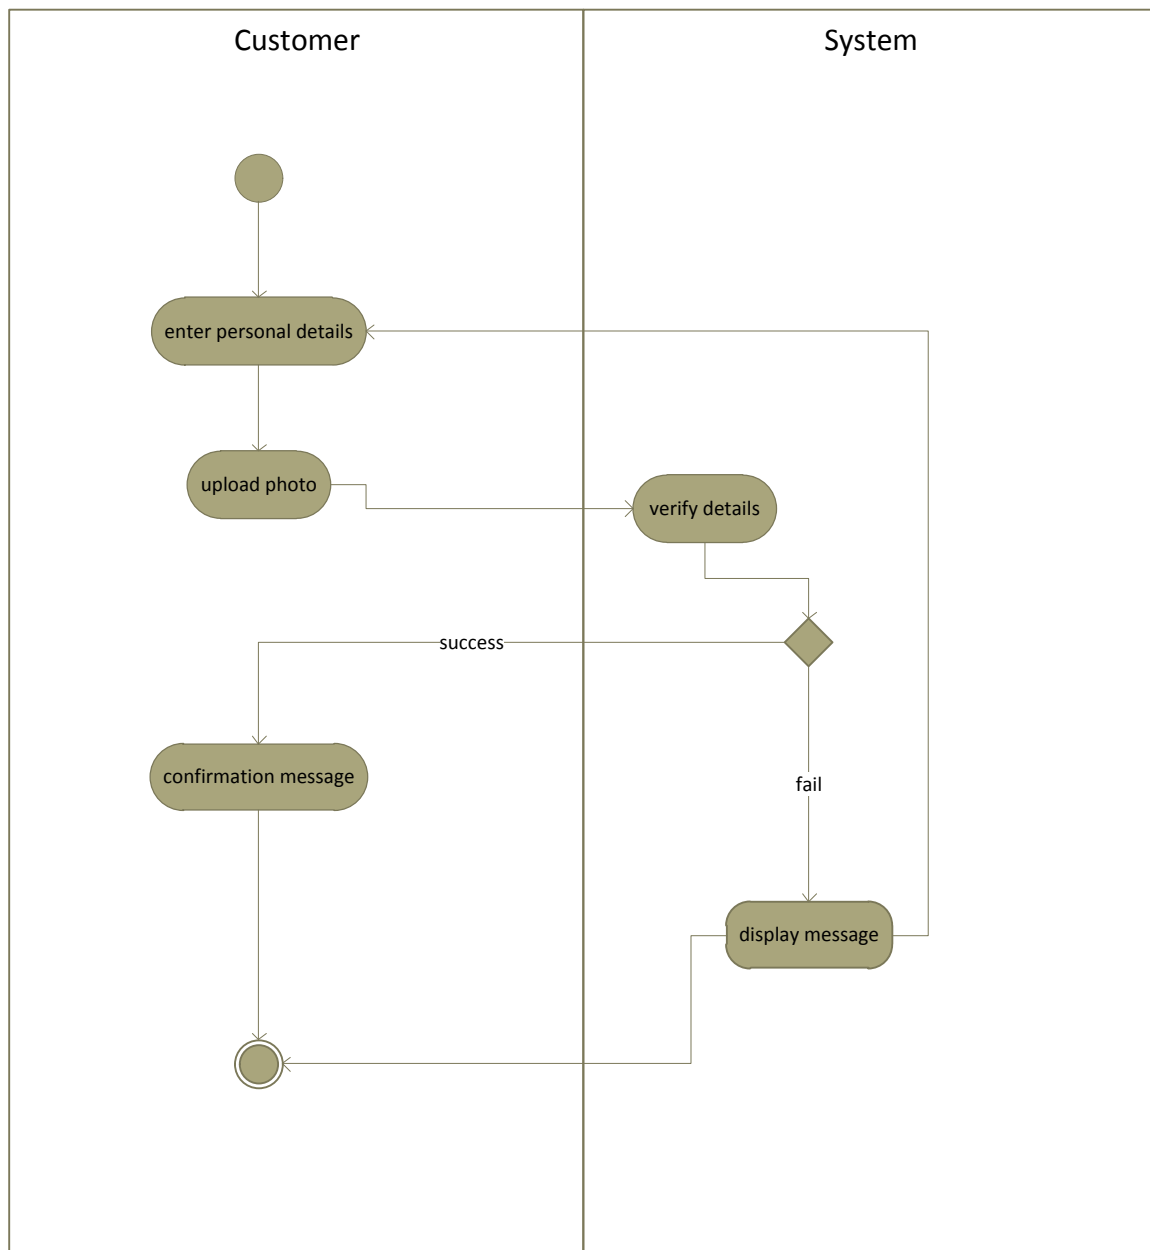 Customer
System
enter personal details
upload photo
verify details
success
confirmation message
fail
display message